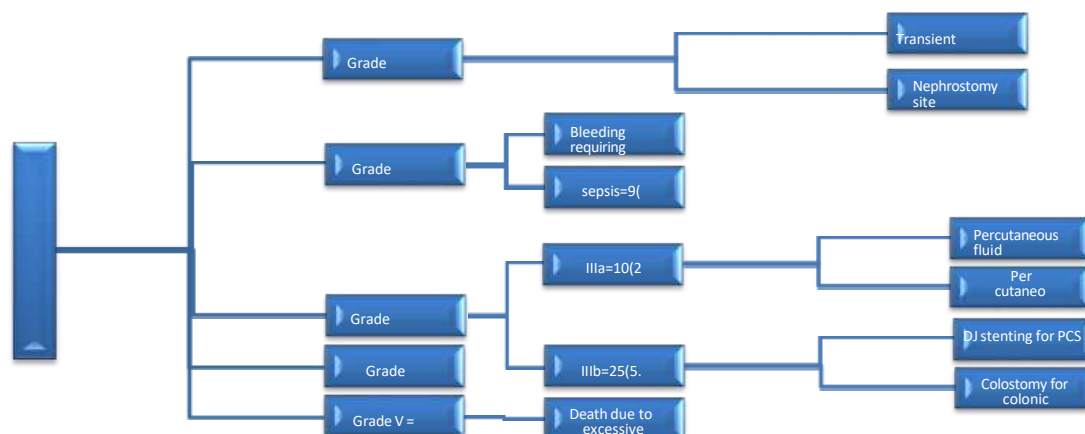 Grade
Transient
Nephrostomy
site
Grade
Bleeding
requiring
sepsis=9(
Grade
IIIa=10(2
Percutaneous
fluid
Per
cutaneo
IIIb=25(5.
DJ stenting for PCS
Colostomy for
colonic
Grade
Grade V =
Death due to
excessive